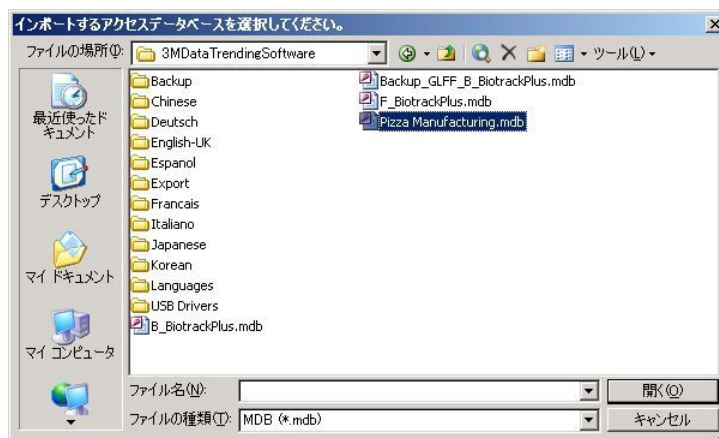 インポートするアクセスデータベースを選択してください。
ファイルの場所(I):
3MDataTrendingSoftware
ツール(L)
最近使ったドキュメント
デスクトップ
マイ ドキュメント
マイ コンピュータ
Backup
Chinese
Deutsch
English-UK
Espanol
Export
Francais
Italiano
Japanese
Korean
Languages
USB Drivers
B_BiotrackPlus.mdb
Backup_GLFF_B_BiotrackPlus.mdb
F_BiotrackPlus.mdb
Pizza Manufacturing.mdb
ファイル名(N):
開く(O)
ファイルの種類(T):
MDB (*.mdb)
キャンセル